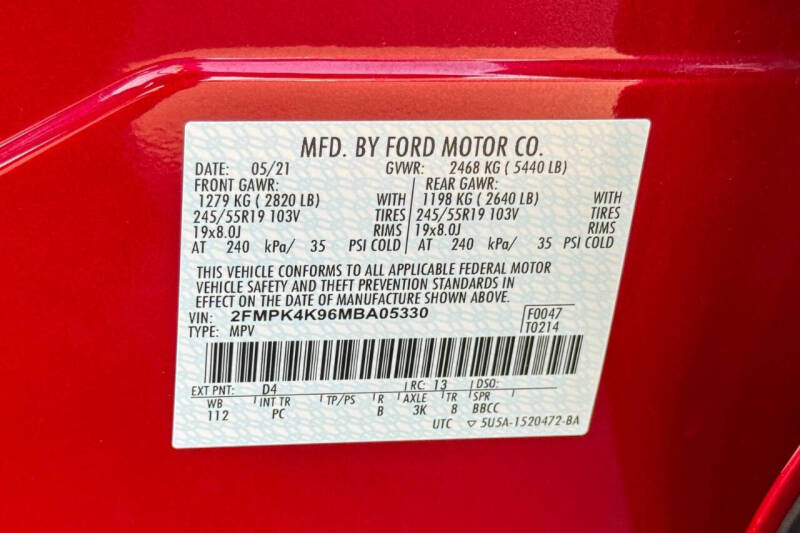 MFD. BY FORD MOTOR CO.
DATE: 05/21 GVWR: 2468 KG ( 5440 LB)
FRONT GAWR: REAR GAWR:
1279 KG ( 2820 LB) WITH 1198 KG ( 2640 LB) WITH
245/55R19 103V TIRES 245/55R19 103V TIRES
19x8.0J RIMS 19x8.0J RIMS
AT 240 kPa/ 35 PSI COLD AT 240 kPa/ 35 PSI COLD
THIS VEHICLE CONFORMS TO ALL APPLICABLE FEDERAL MOTOR
VEHICLE SAFETY AND THEFT PREVENTION STANDARDS IN
EFFECT ON THE DATE OF MANUFACTURE SHOWN ABOVE.
VIN: 2FMPK4K96MBA05330 F0047
TYPE: MPV T0214
EXT PNT: D4 RC: 13 DSO:
WB INT TR TP/PS R AXLE TR SPR
112 PC B 3K 8 BBCC
UTC ▽ 5U5A-1520472-BA